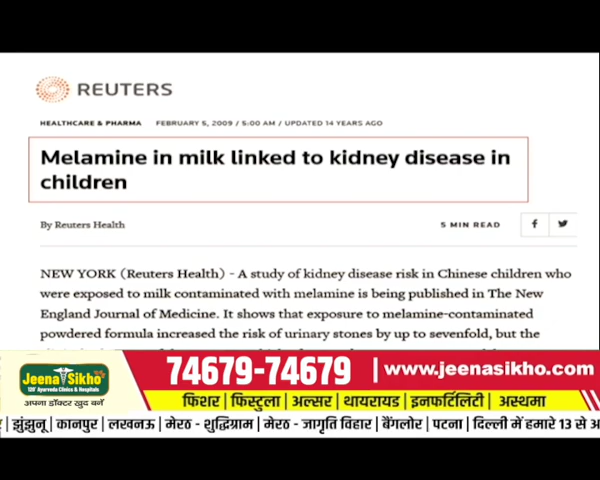 REUTERS
HEALTHCARE & PHARMA FEBRUARY 5, 2009 / 5:00 AM / UPDATED 14 YEARS AGO
Melamine in milk linked to kidney disease in
children
By Reuters Health
5 MIN READ
NEW YORK (Reuters Health) - A study of kidney disease risk in Chinese children who
were exposed to milk contaminated with melamine is being published in The New
England Journal of Medicine. It shows that exposure to melamine-contaminated
powdered formula increased the risk of urinary stones by up to sevenfold, but the
Jeena Sikho
Ayurveda Clinics & Hospitals
अपना डॉक्टर खुद बनें
74679-74679 | www.jeenasikho.com
फिशर | फिस्टुला | अल्सर | थायरायड | इनफर्टिलिटी | अस्थमा
| झुंझुनू | कानपुर | लखनऊ | मेरठ - शुद्धिग्राम | मेरठ - जागृति विहार | बैंगलोर | पटना | दिल्ली में हमारे 13 से अ